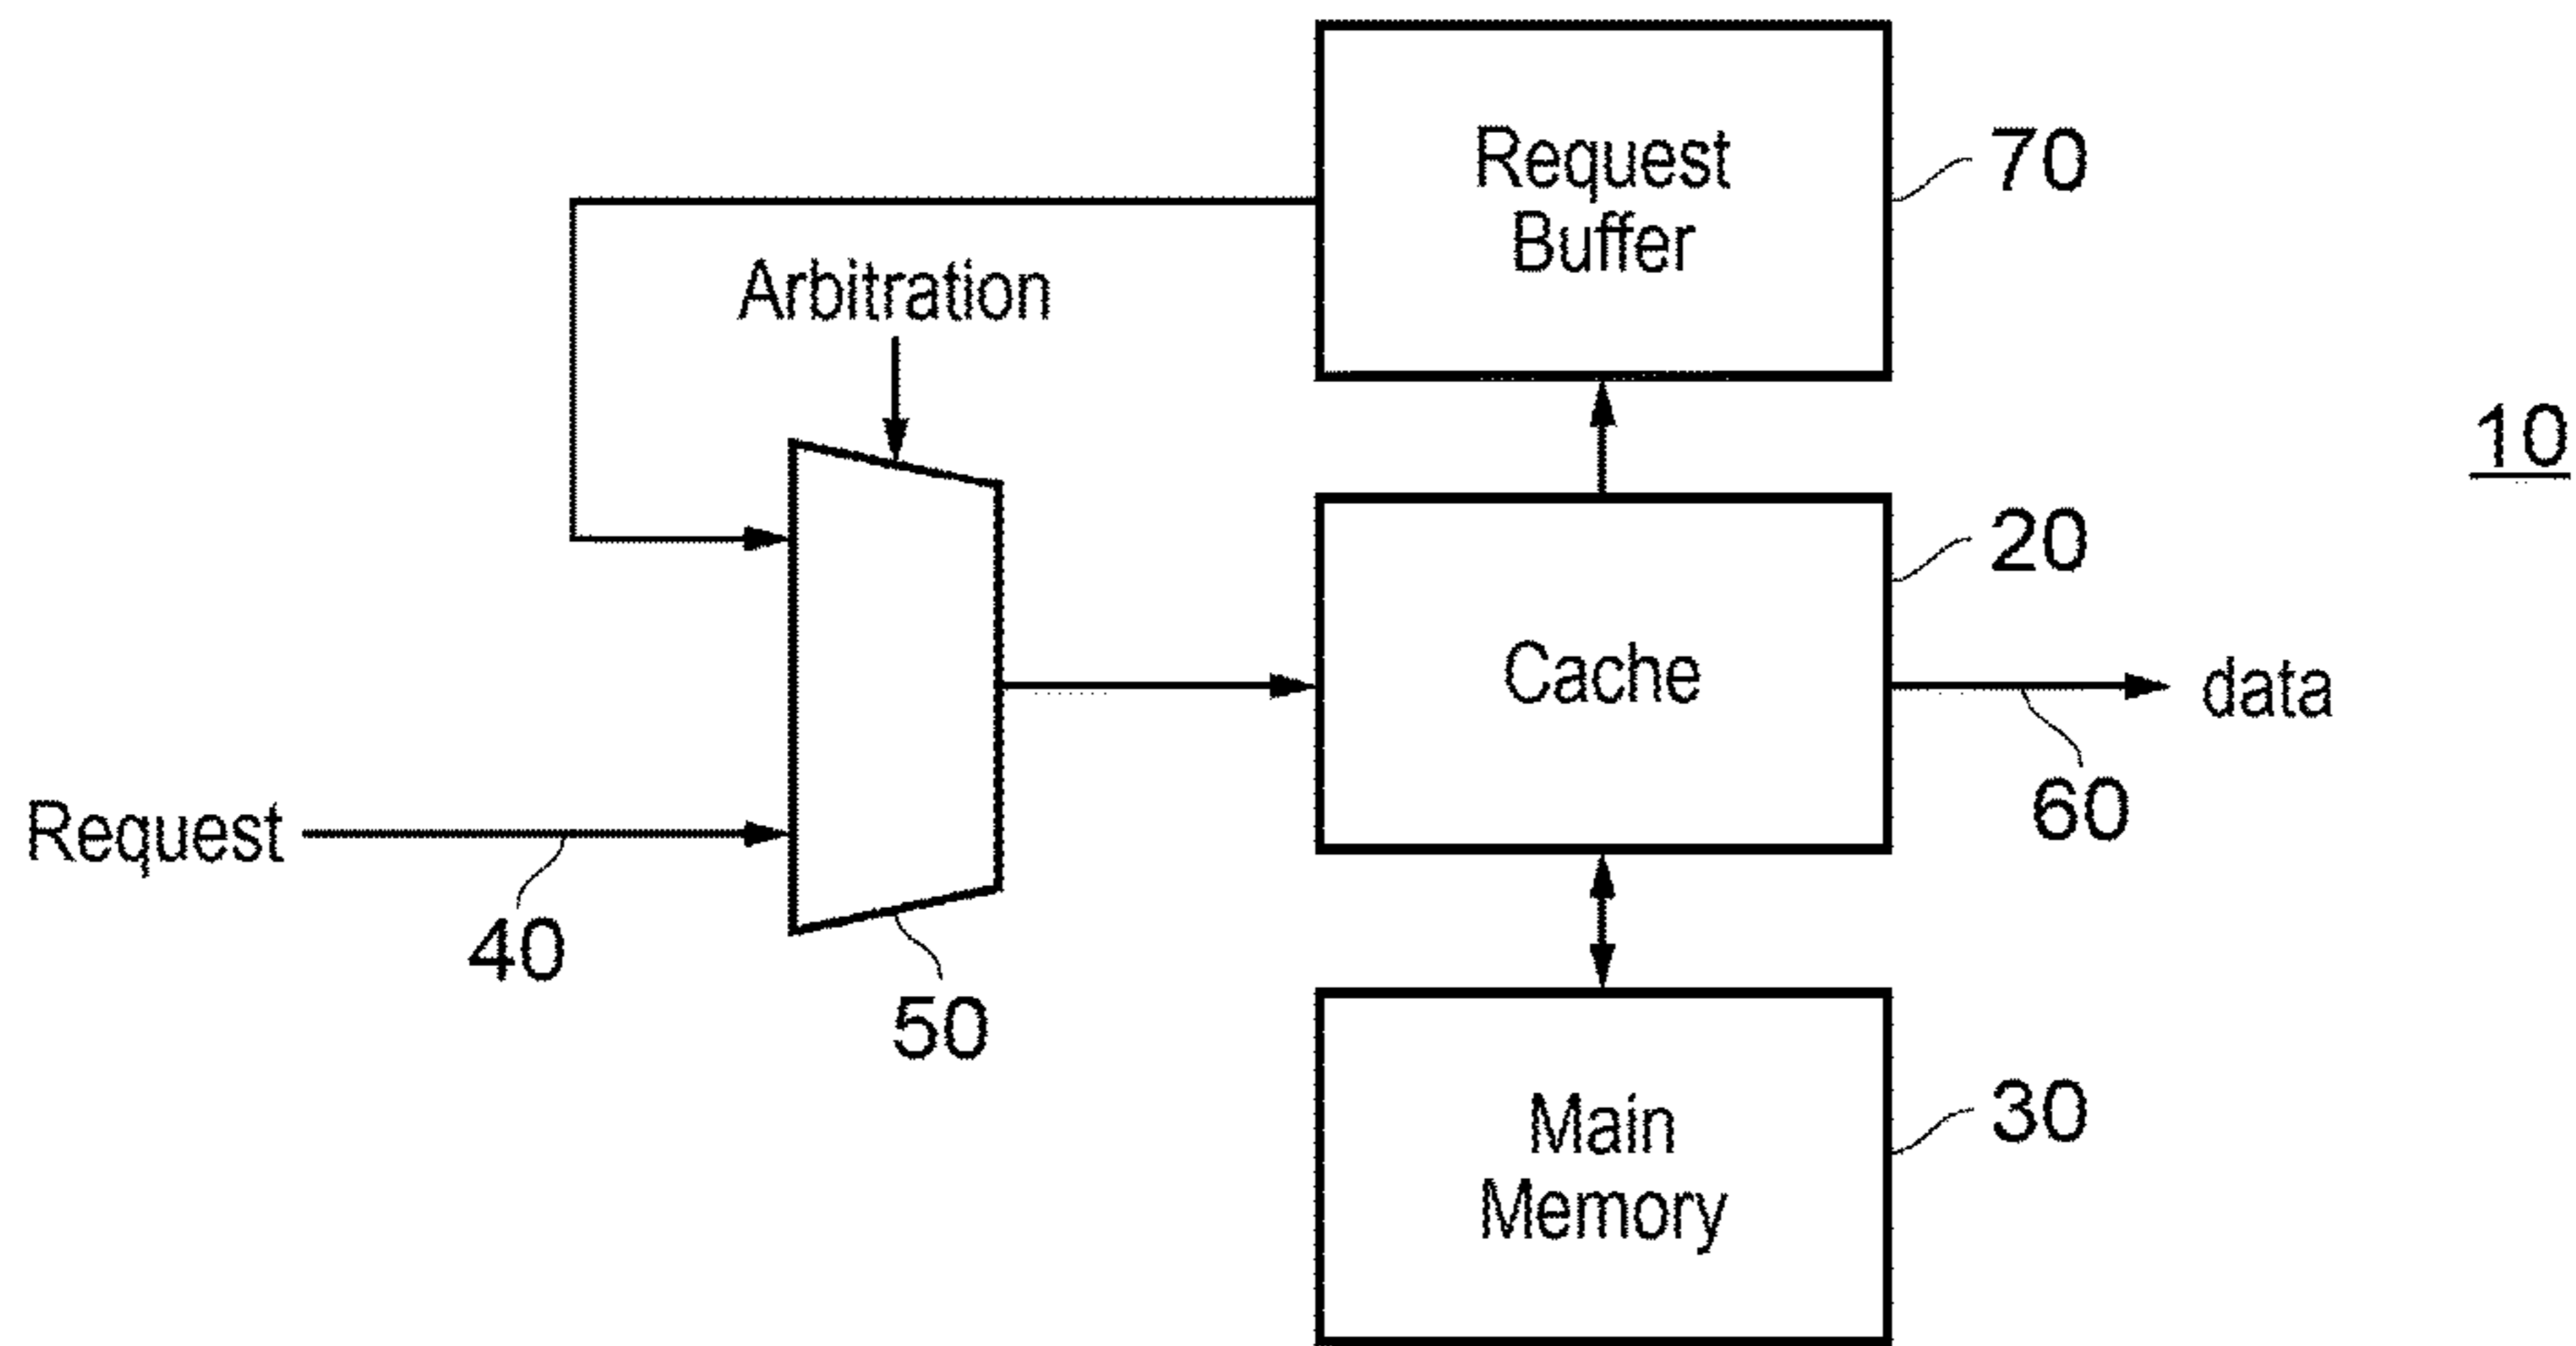 Request
Buffer
70
Arbitration
10
20
Cache
data
60
Request
40
50
Main
Memory
30